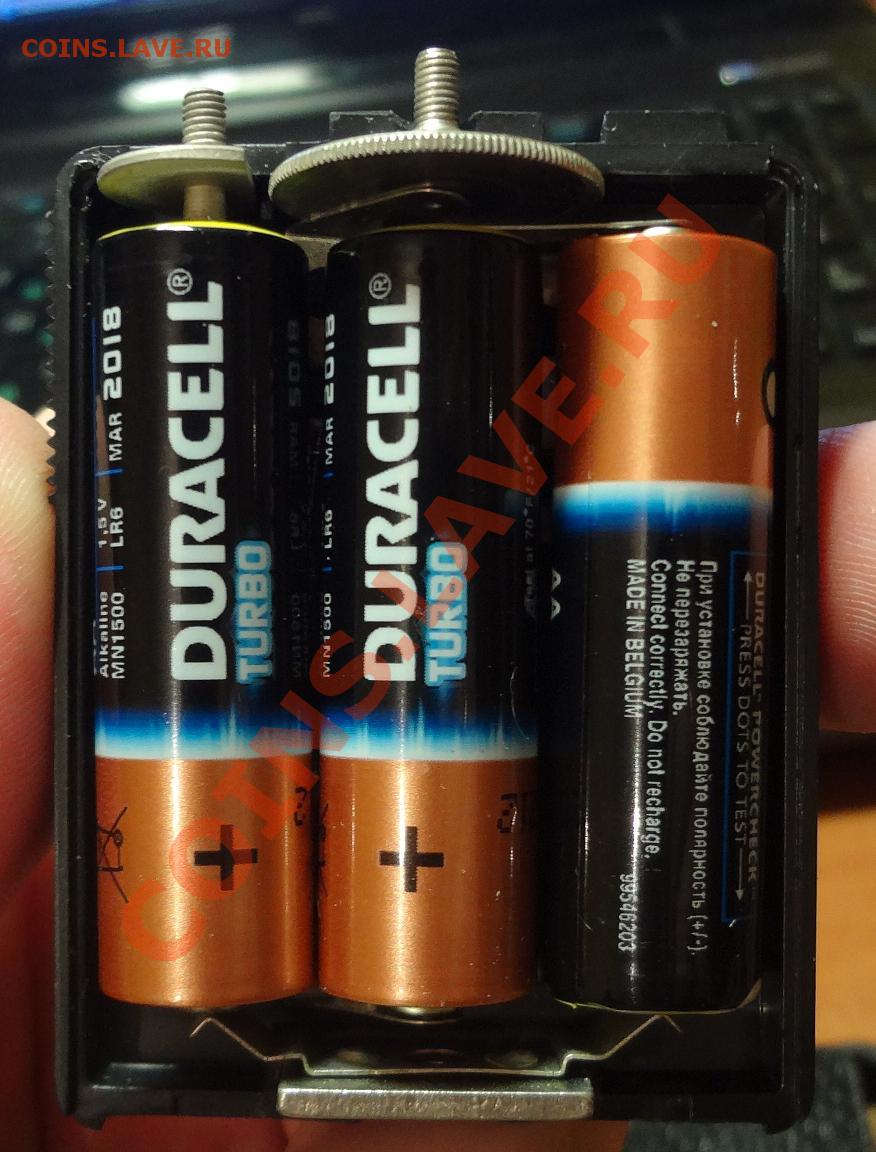 COINS.LAVE.RU
DURACELL®
TURBO
MAR 2018
1,5V LR6
Alkaline
MN1500
DURACELL®
TURBO
MAR 2018
LR6
MN1500
DURACELL POWERCHECK
PRESS DOTS TO TEST
При установке соблюдайте полярность (+/-).
Не перезаряжать.
Connect correctly. Do not recharge.
MADE IN BELGIUM
99546203
+
+
COINS.LAVE.RU